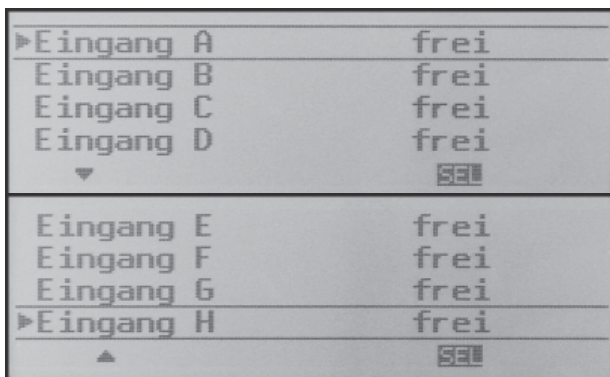 Eingang A frei
Eingang B frei
Eingang C frei
Eingang D frei
SEL
Eingang E frei
Eingang F frei
Eingang G frei
Eingang H frei
SEL